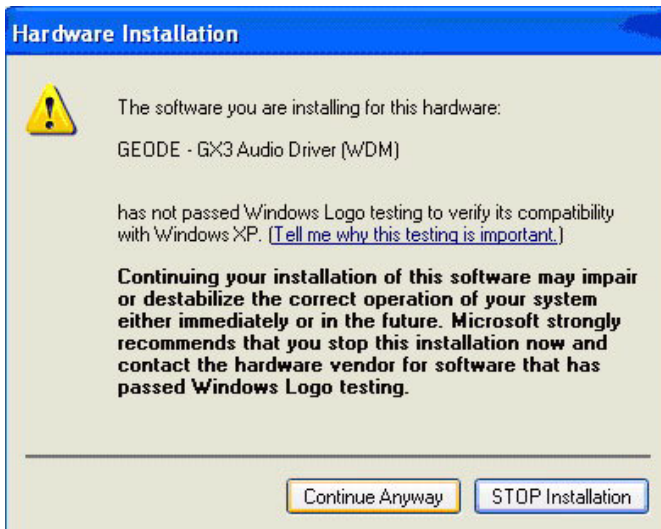 Hardware Installation
The software you are installing for this hardware:
GEODE - GX3 Audio Driver (WDM)
has not passed Windows Logo testing to verify its compatibility
with Windows XP. (Tell me why this testing is important.)
Continuing your installation of this software may impair
or destabilize the correct operation of your system
either immediately or in the future. Microsoft strongly
recommends that you stop this installation now and
contact the hardware vendor for software that has
passed Windows Logo testing.
Continue Anyway
STOP Installation